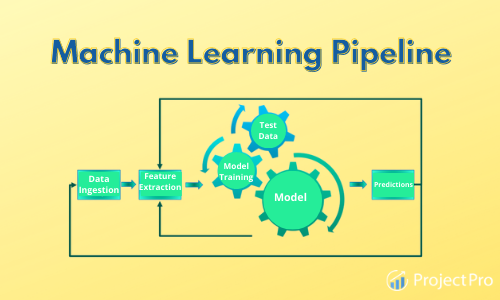 Machine Learning Pipeline
Data
Ingestion
Feature
Extraction
Test
Data
Model
Training
Model
Predictions
ProjectPro